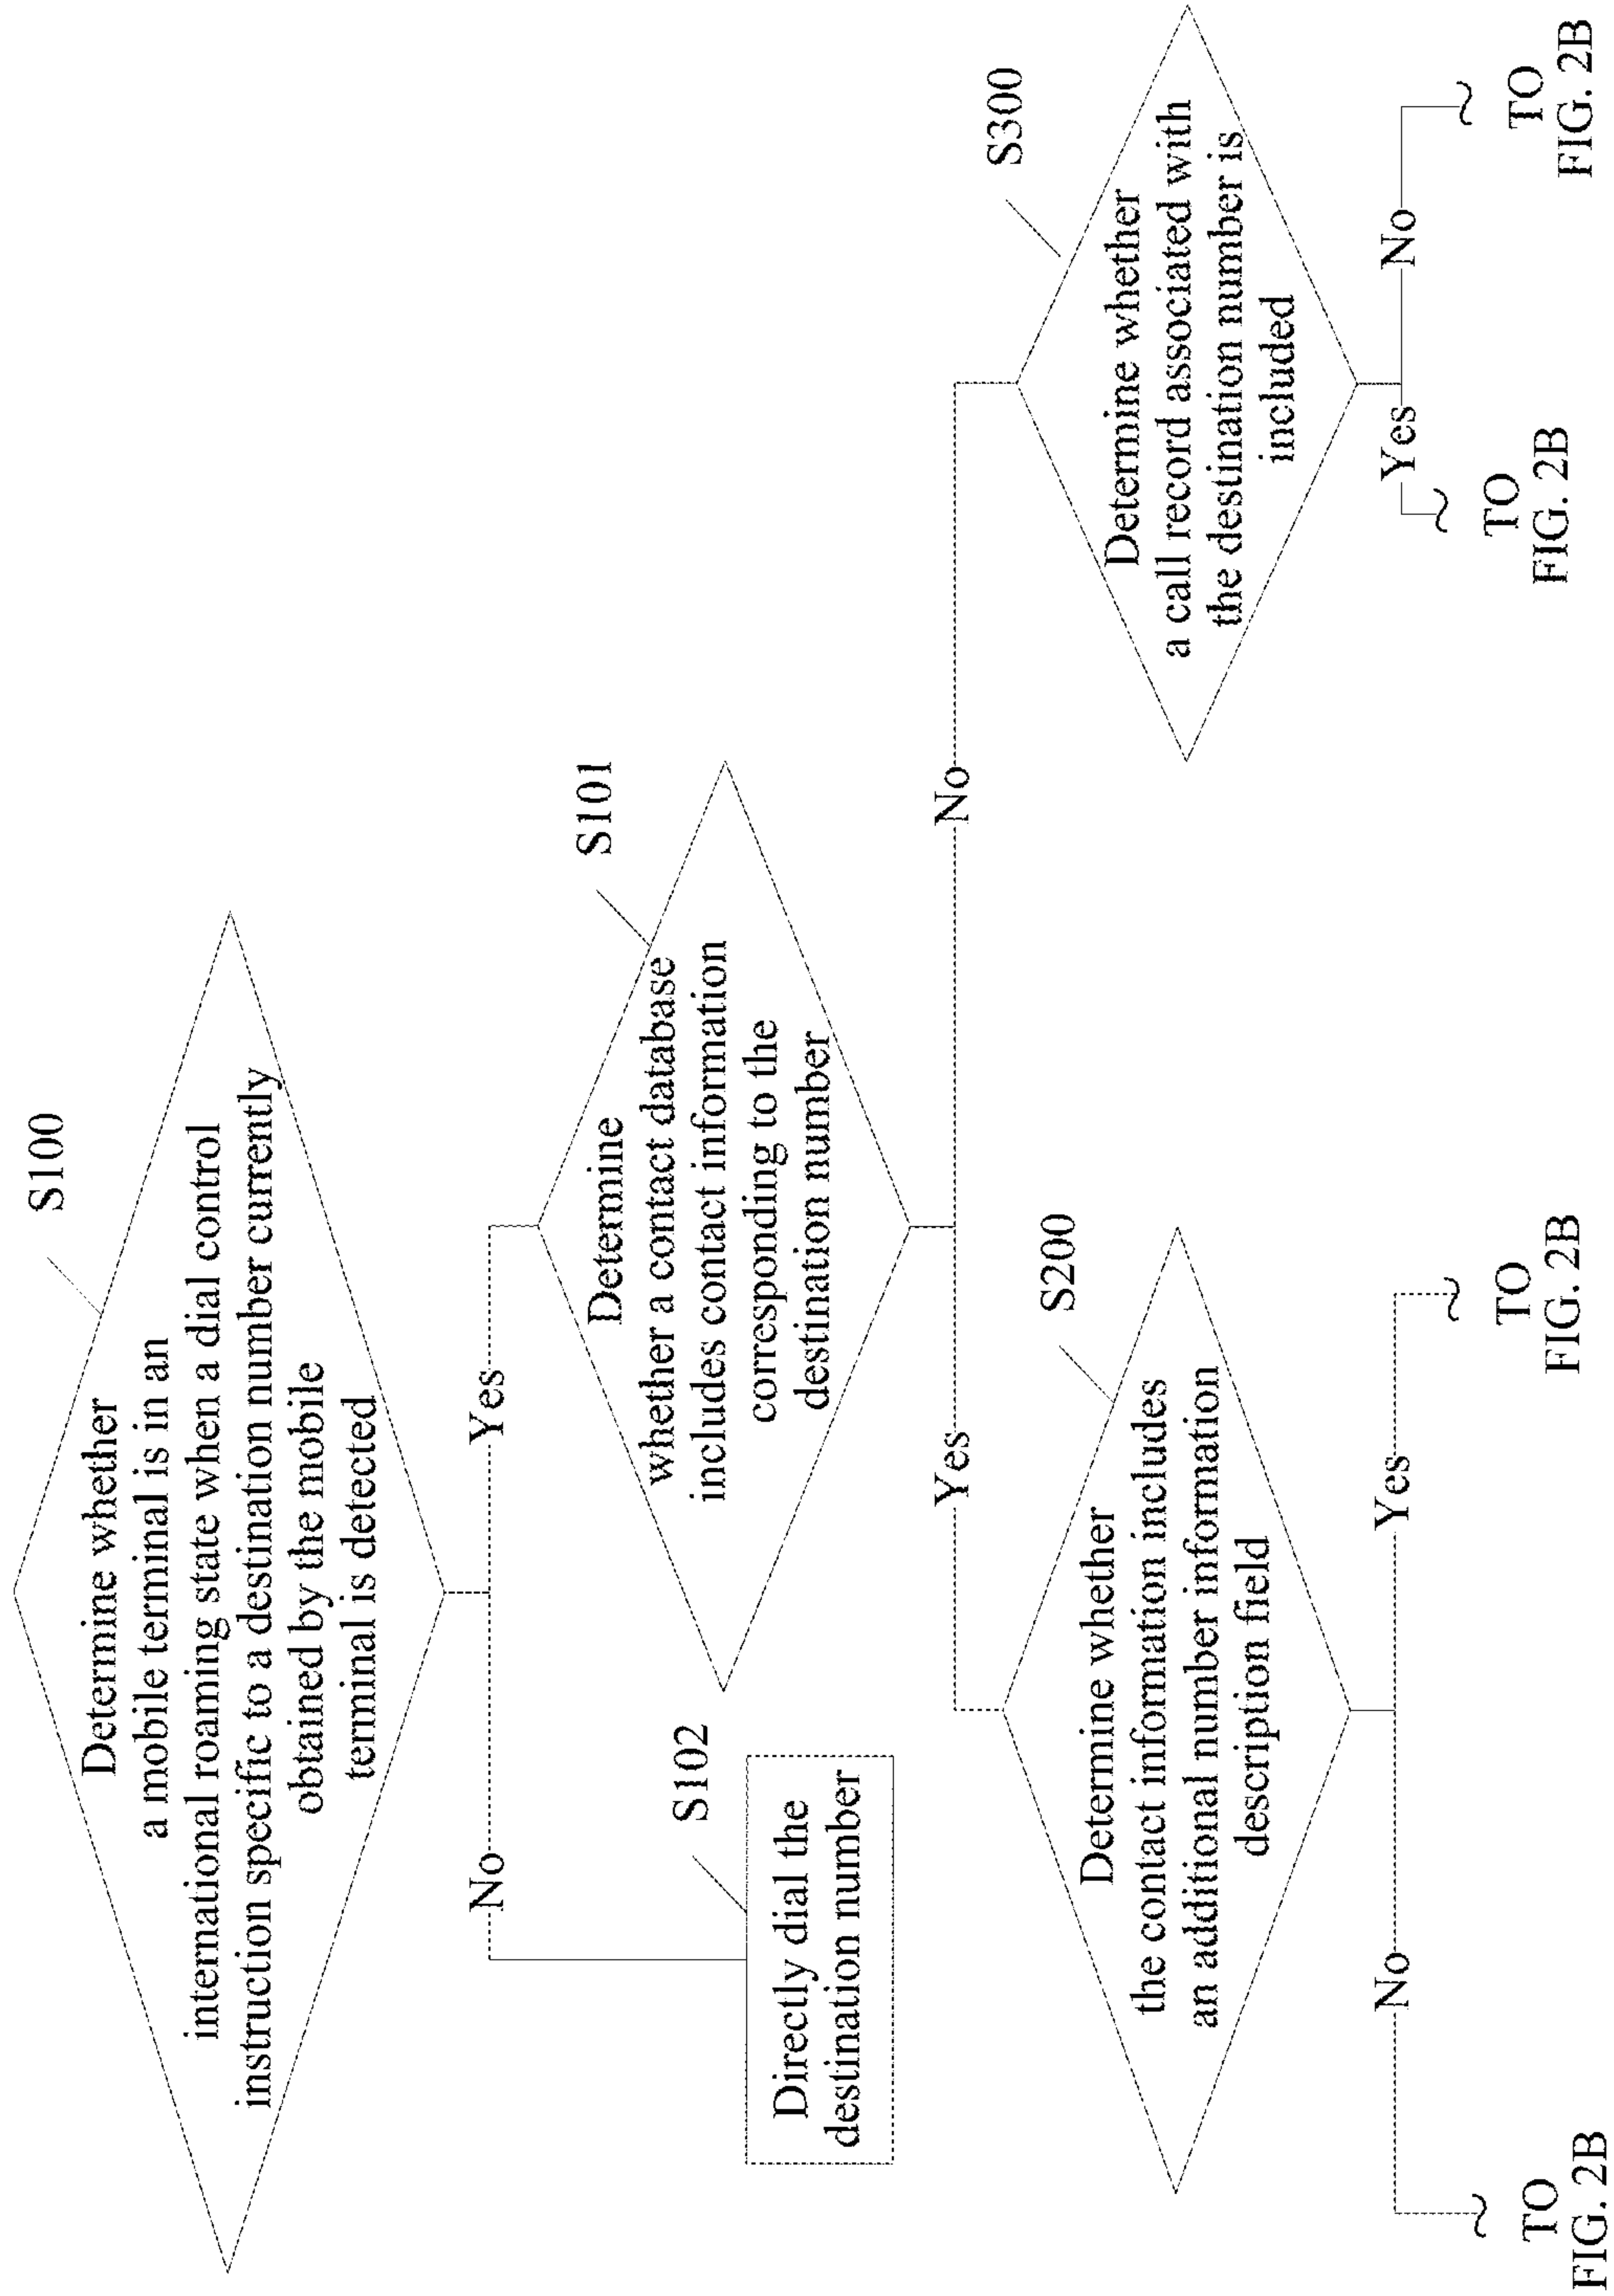 S100
Determine whether
a mobile terminal is in an
international roaming state when a dial control
instruction specific to a destination number currently
obtained by the mobile
terminal is detected
No
Yes
S102
Directly dial the
destination number
S101
Determine
whether a contact database
includes contact information
corresponding to the
destination number
Yes
No
S200
Determine whether
the contact information includes
an additional number information
description field
No
Yes
TO
FIG. 2B
TO
FIG. 2B
S300
Determine whether
a call record associated with
the destination number is
included
Yes
No
TO
FIG. 2B
TO
FIG. 2B